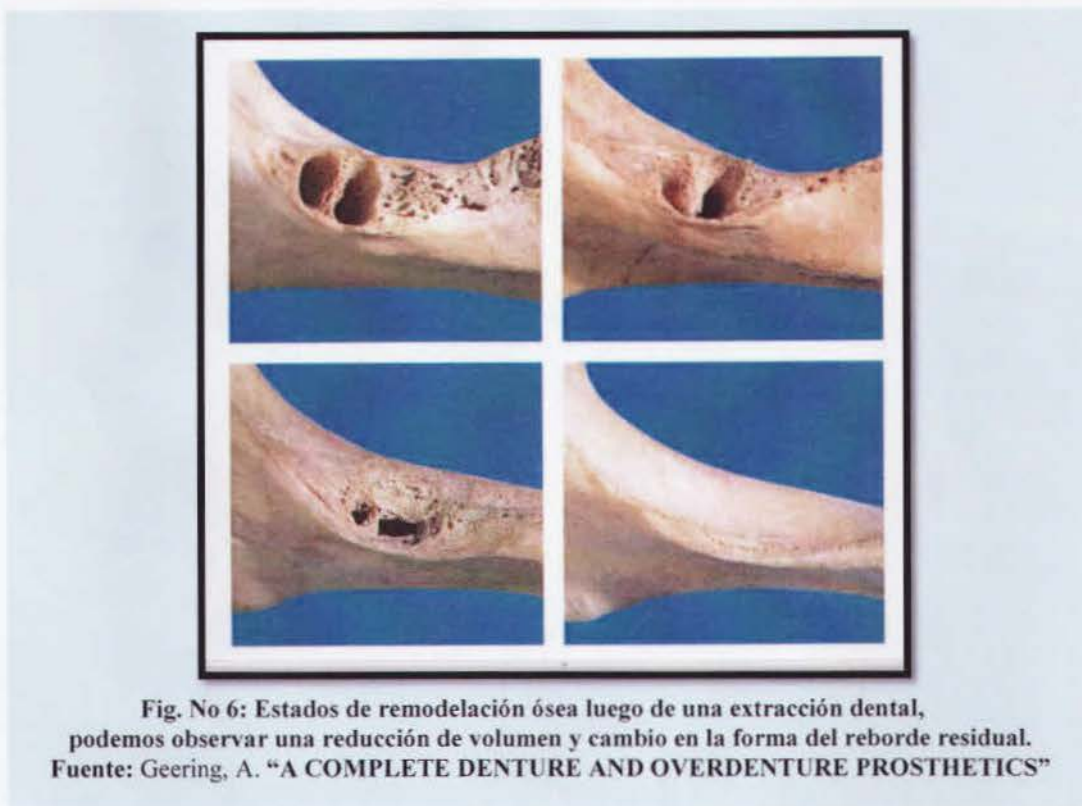 Fig. No 6: Estados de remodelación ósea luego de una extracción dental,
podemos observar una reducción de volumen y cambio en la forma del reborde residual.
Fuente: Geering, A. “A COMPLETE DENTURE AND OVERDENTURE PROSTHETICS”